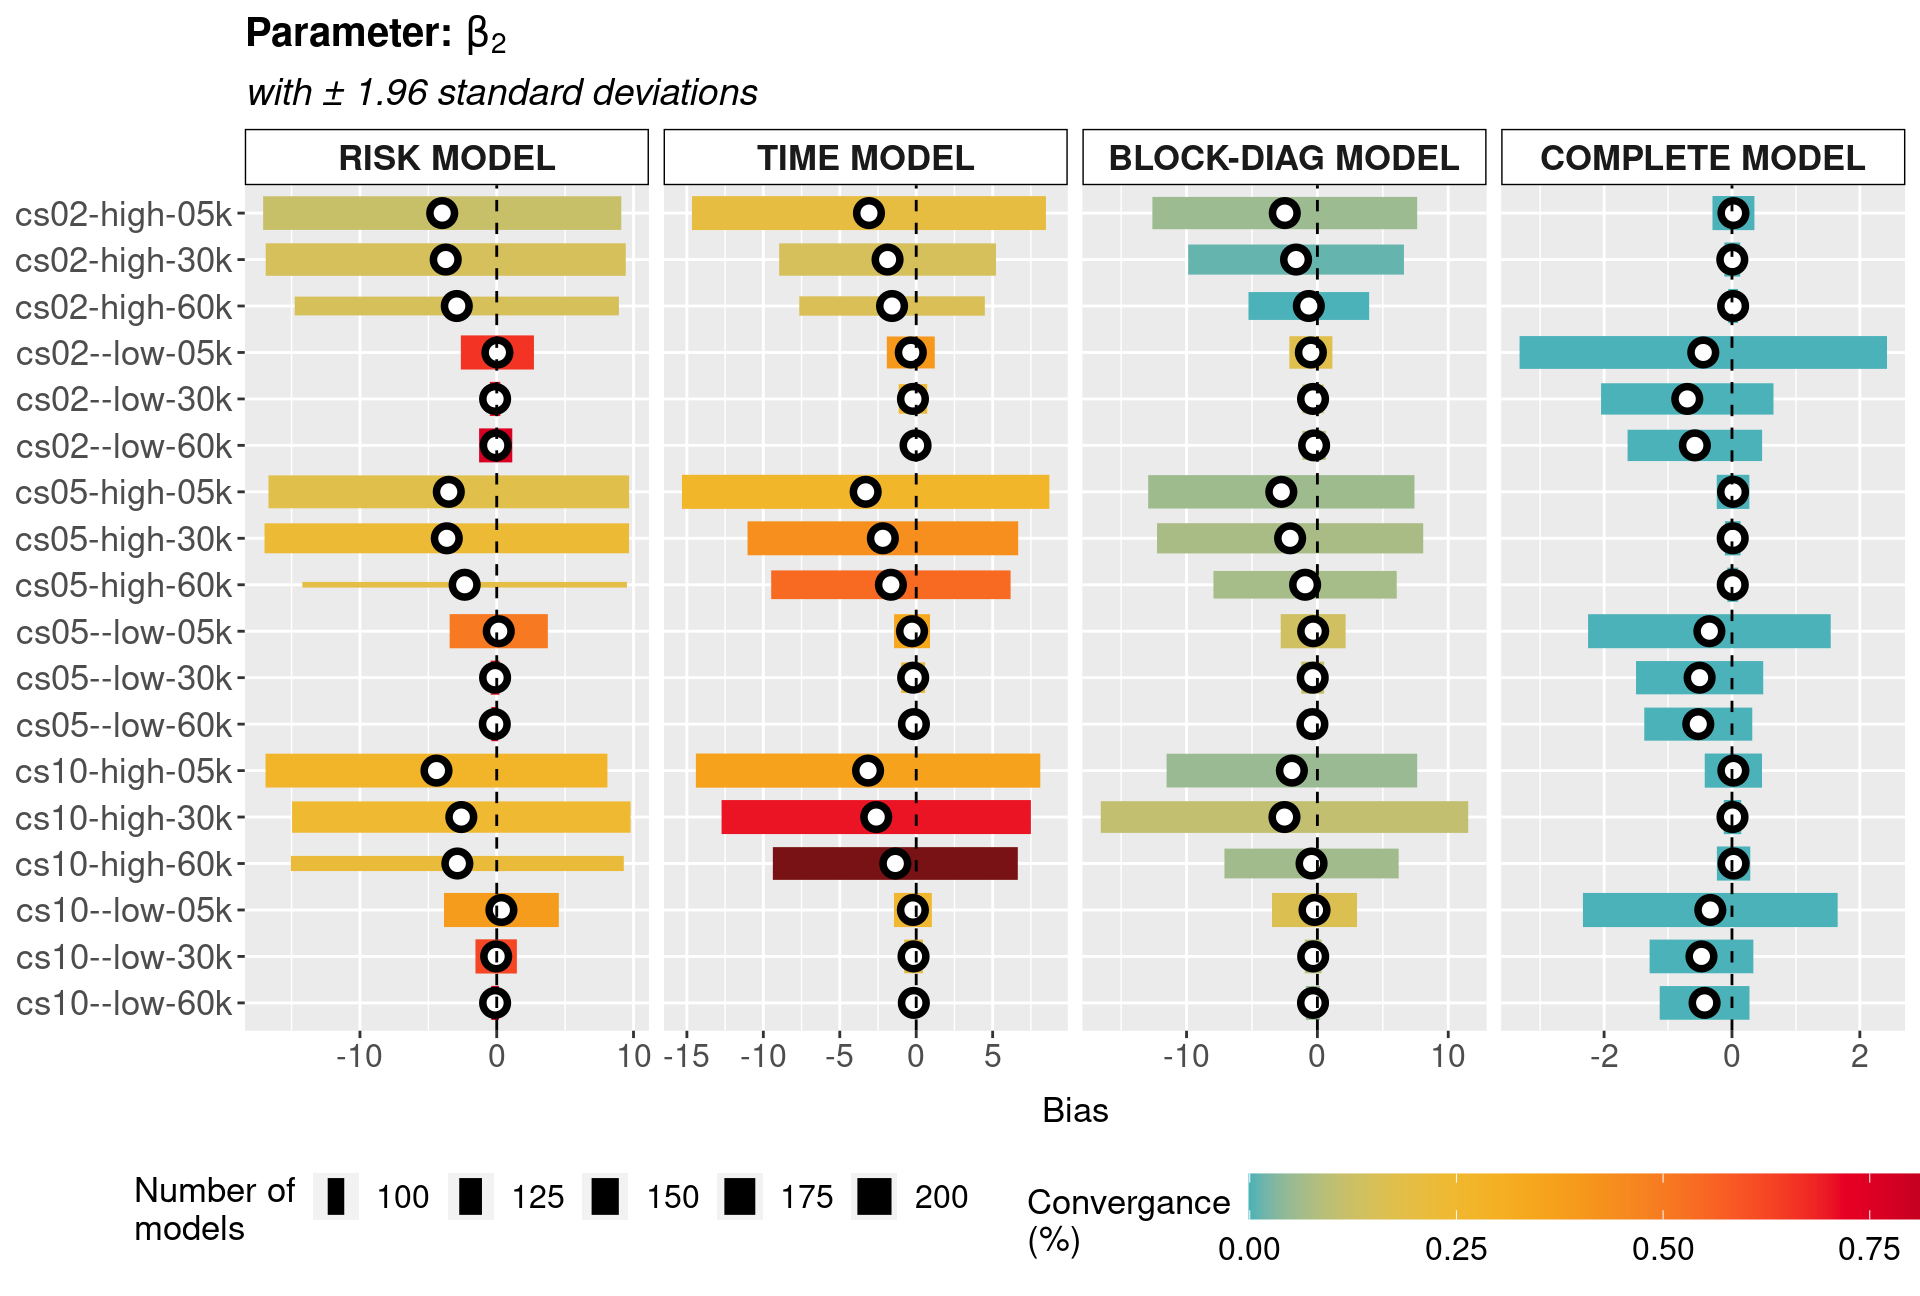 Parameter: β₂
with ± 1.96 standard deviations
RISK MODEL TIME MODEL BLOCK-DIAG MODEL COMPLETE MODEL
cs02-high-05k
cs02-high-30k
cs02-high-60k
cs02--low-05k
cs02--low-30k
cs02--low-60k
cs05-high-05k
cs05-high-30k
cs05-high-60k
cs05--low-05k
cs05--low-30k
cs05--low-60k
cs10-high-05k
cs10-high-30k
cs10-high-60k
cs10--low-05k
cs10--low-30k
cs10--low-60k
-10 0 10 -15 -10 -5 0 5 -10 0 10 -2 0 2
Bias
Number of
models
100 125 150 175 200
Convergance
(%)
0.00 0.25 0.50 0.75